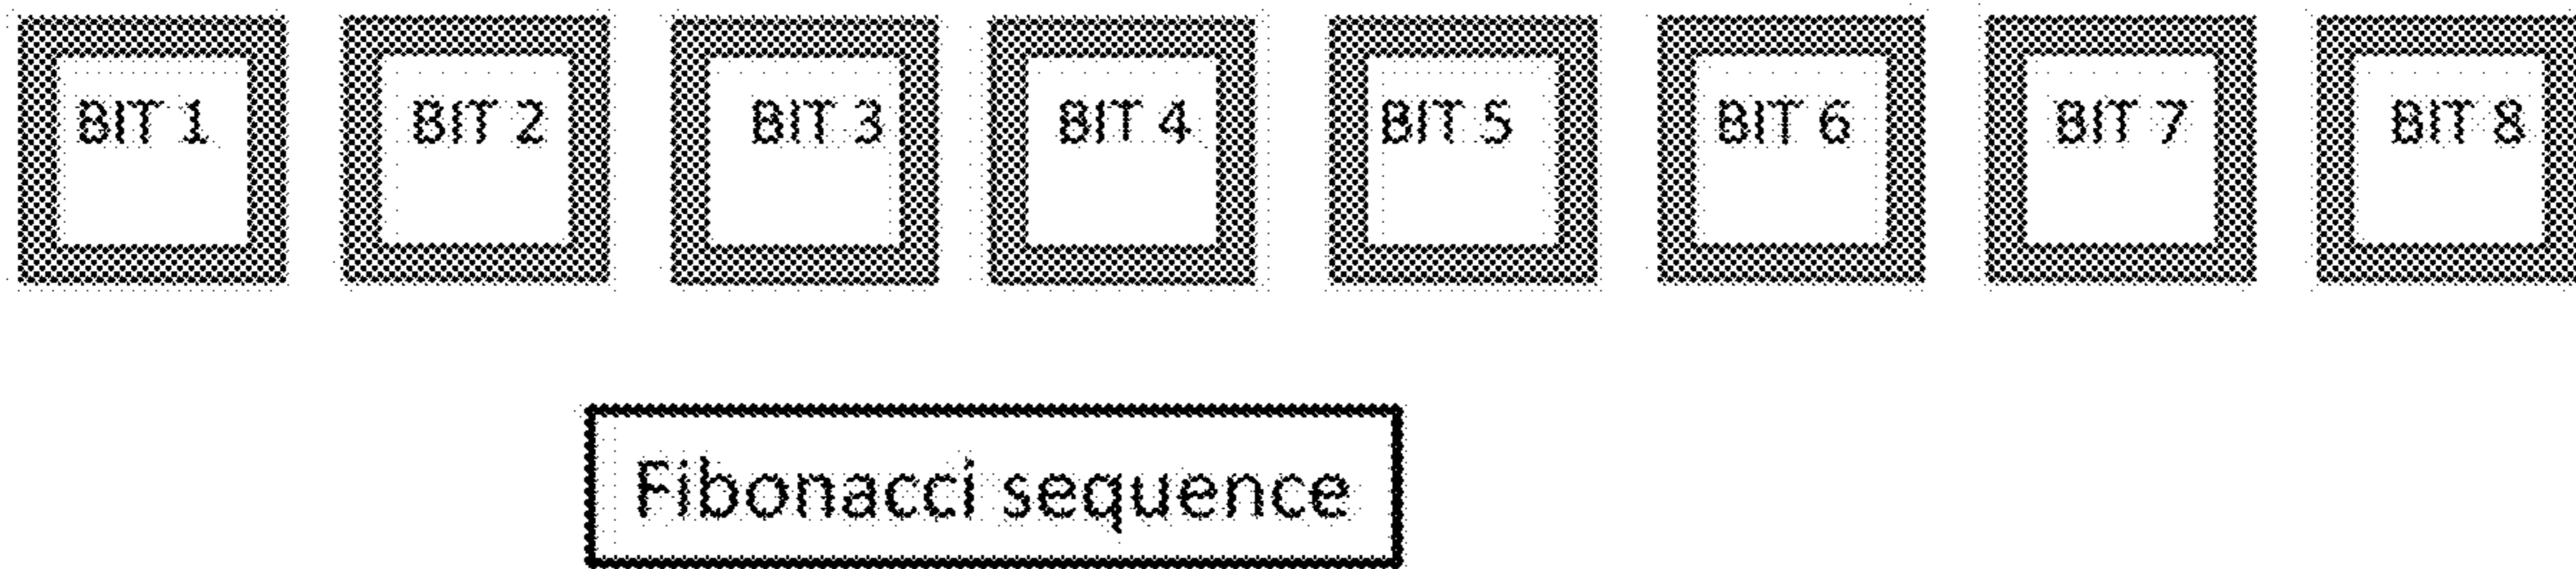 BIT 1 BIT 2 BIT 3 BIT 4 BIT 5 BIT 6 BIT 7 BIT 8
Fibonacci sequence